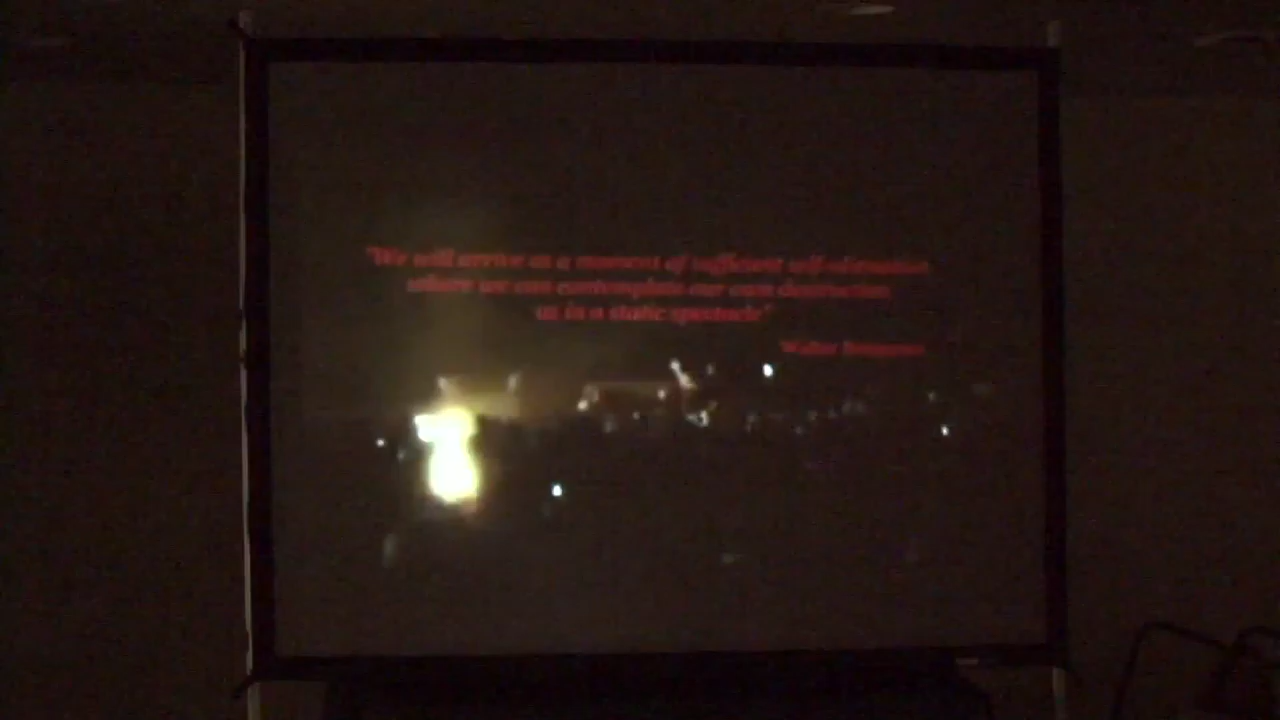 "We will arrive at a moment of sufficient self-alienation
where we can contemplate our own destruction
as in a static spectacle"
Walter Benjamin